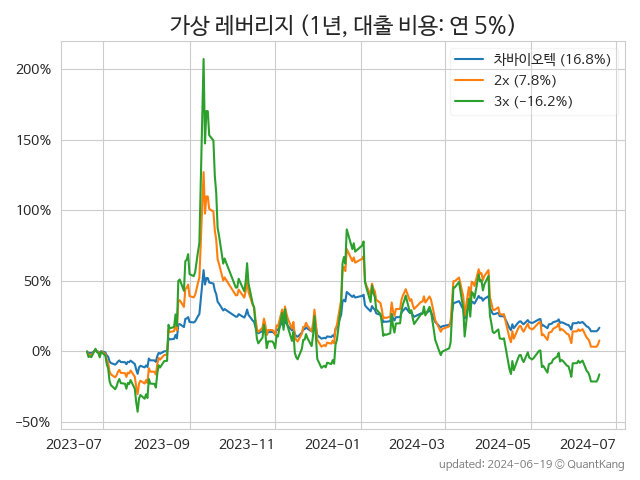 가상 레버리지 (1년, 대출 비용: 연 5%)
200%
150%
100%
50%
0%
−50%
차바이오텍 (16.8%)
2x (7.8%)
3x (−16.2%)
2023-07 2023-09 2023-11 2024-01 2024-03 2024-05 2024-07
updated: 2024-06-19 © QuantKang